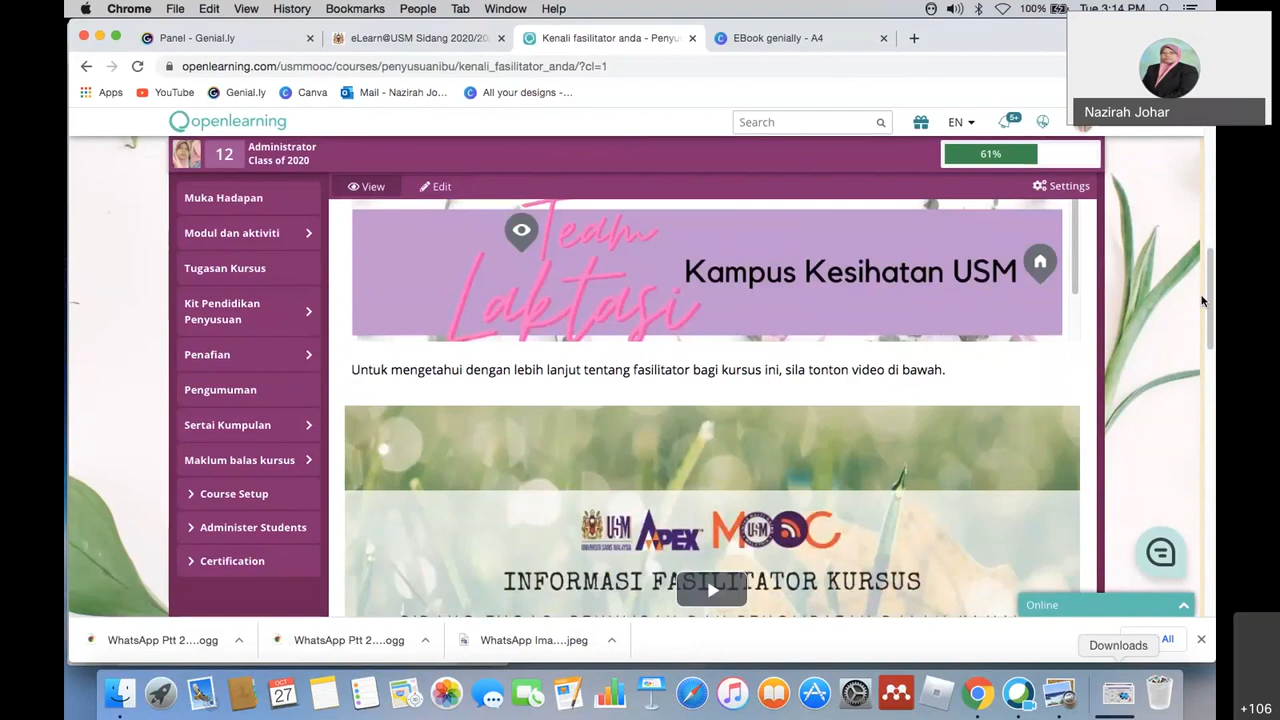 Chrome File Edit View History Bookmarks People Tab Window Help 100% Tue 3:14 PM
Panel - Genial.ly
eLearn@USM Sidang 2020/20
Kenali fasilitator anda - Penyu
EBook genially - A4
openlearning.com/usmmooc/courses/penyusuanibu/kenali_fasilitator_anda/?cl=1
Apps YouTube Genial.ly Canva Mail - Nazirah Jo... All your designs -...
Nazirah Johar
openlearning
Search
EN
5+
12
Administrator
Class of 2020
61%
View
Edit
Settings
Muka Hadapan
Modul dan aktiviti
Tugasan Kursus
Kit Pendidikan
Penyusuan
Penafian
Pengumuman
Sertai Kumpulan
Maklum balas kursus
Course Setup
Administer Students
Certification
Team
Laktasi
Kampus Kesihatan USM
Untuk mengetahui dengan lebih lanjut tentang fasilitator bagi kursus ini, sila tonton video di bawah.
USM APEX MOOC
INFORMASI FASILITATOR KURSUS
Online
WhatsApp Ptt 2....ogg
WhatsApp Ptt 2....ogg
WhatsApp Ima....jpeg
Downloads
All
OCT
27
+106